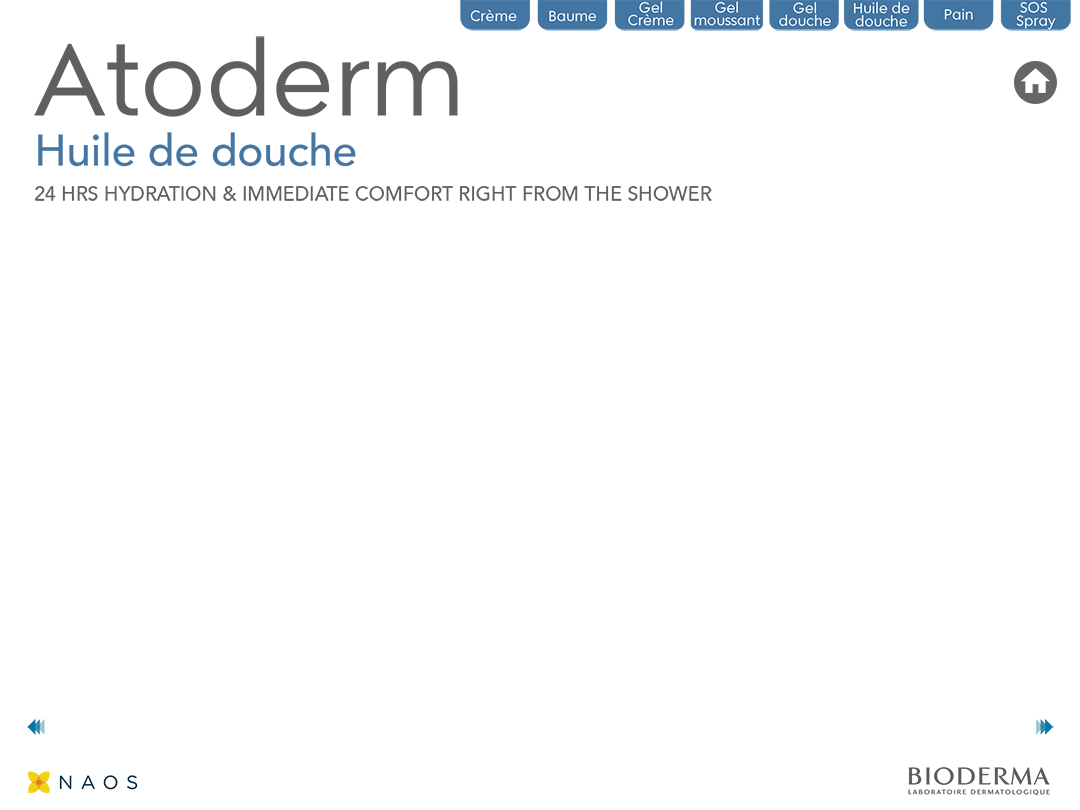 Crème
Baume
Gel
Crème
Gel
moussant
Gel
douche
Huile de
douche
Pain
SOS
Spray
Atoderm
Huile de douche
24 HRS HYDRATION & IMMEDIATE COMFORT RIGHT FROM THE SHOWER
NAOS
BIODERMA
LABORATOIRE DERMATOLOGIQUE